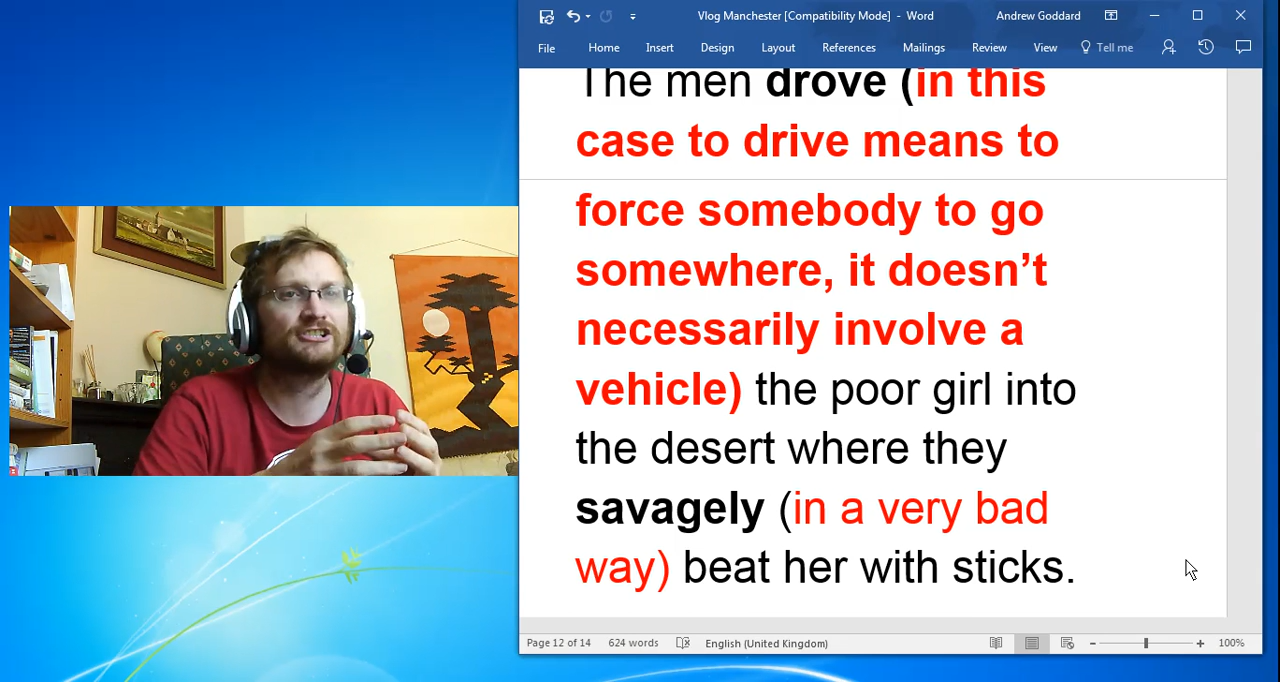 Vlog Manchester [Compatibility Mode] - Word Andrew Goddard
File Home Insert Design Layout References Mailings Review View Tell me
The men drove (in this
case to drive means to
force somebody to go
somewhere, it doesn’t
necessarily involve a
vehicle) the poor girl into
the desert where they
savagely (in a very bad
way) beat her with sticks.
Page 12 of 14 624 words English (United Kingdom) 100%